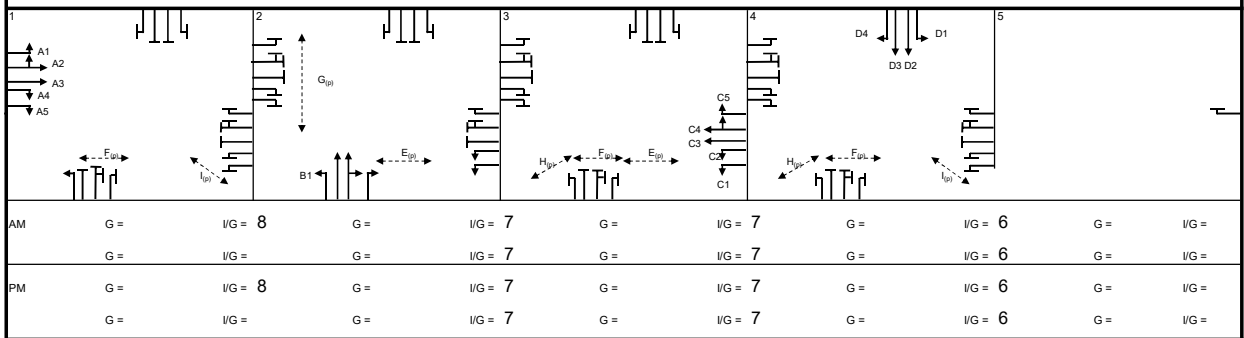 1 2 3 4 5
A1
A2
A3
A4
A5
G(p)
F(p)
I(p)
B1
E(p)
H(p)
F(p)
E(p)
C5
C4
C3
C2
C1
D4 D1
D3 D2
H(p)
F(p)
I(p)
AM G = I/G = 8 G = I/G = 7 G = I/G = 7 G = I/G = 6 G = I/G =
G = I/G = G = I/G = 7 G = I/G = 7 G = I/G = 6 G = I/G =
PM G = I/G = 8 G = I/G = 7 G = I/G = 7 G = I/G = 6 G = I/G =
G = I/G = G = I/G = 7 G = I/G = 7 G = I/G = 6 G = I/G =